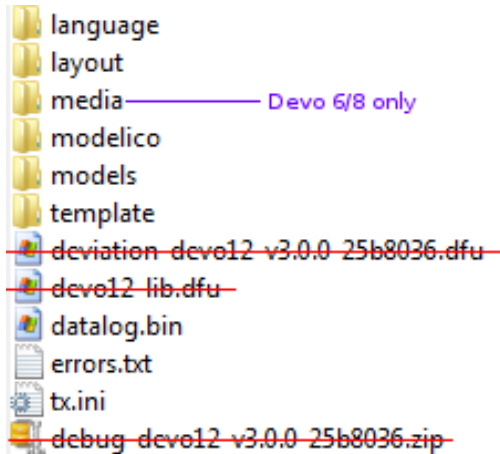 language
layout
media Devo 6/8 only
modelico
models
template
deviation devo12 v3.0.0 25b8036.dfu
devo12 lib.dfu
datalog.bin
errors.txt
tx.ini
debug devo12 v3.0.0 25b8036.zip